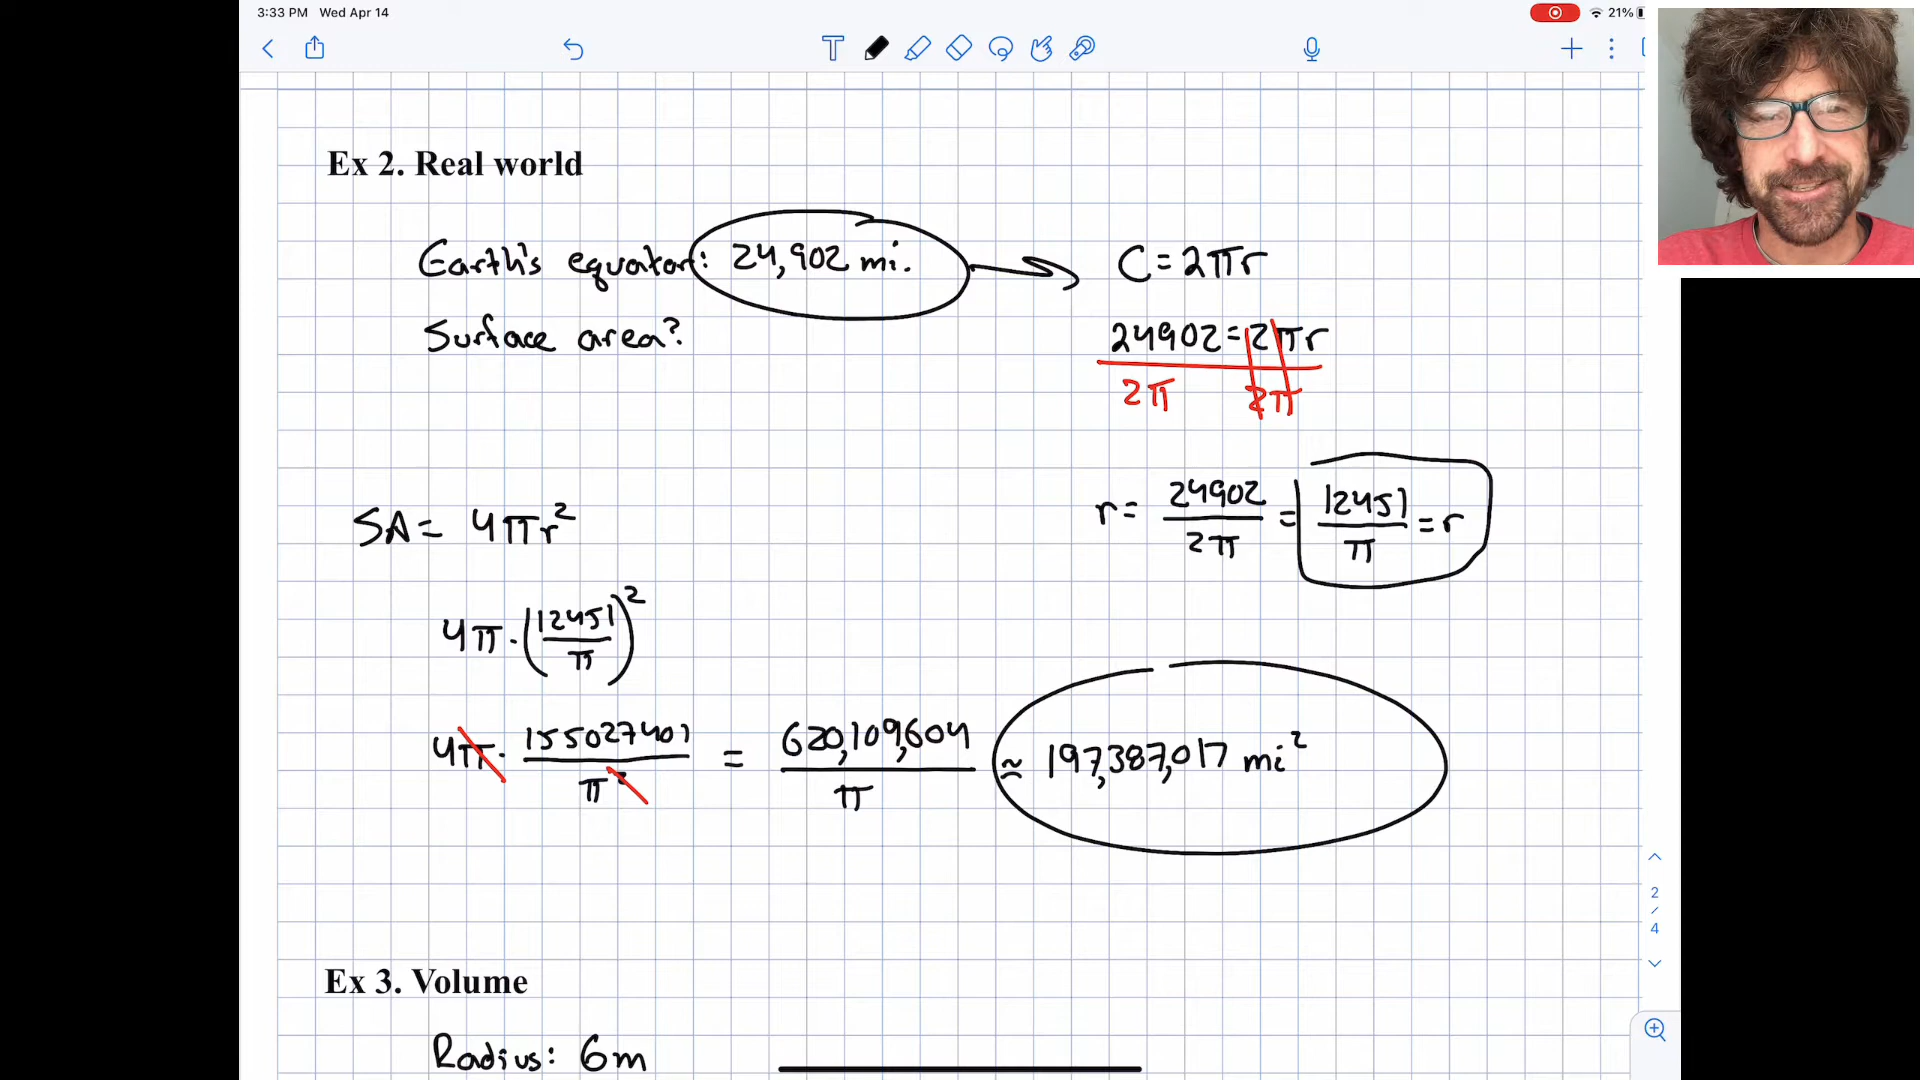 3:33 PM Wed Apr 14
21%
Ex 2. Real world
Earth's equator: 24,902 mi.
Surface area?
C = 2πr
24902 = 2πr
2π 2π
r = 24902 / 2π = 12451 / π = r
SA = 4πr²
4π · (12451 / π)²
4π · 155027401 / π² = 620,109,604 / π ≈ 197,387,017 mi²
2 / 4
Ex 3. Volume
Radius: 6m